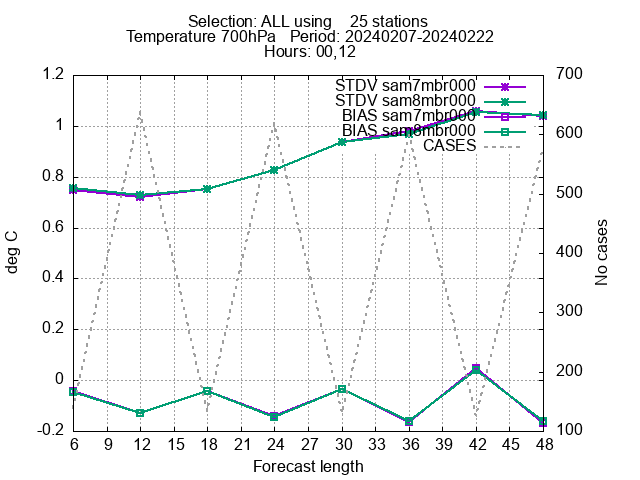 Selection: ALL using 25 stations
Temperature 700hPa Period: 20240207-20240222
Hours: 00,12
STDV sam7mbr000
STDV sam8mbr000
BIAS sam7mbr000
BIAS sam8mbr000
CASES
deg C
1.2
1
0.8
0.6
0.4
0.2
0
-0.2
No cases
700
600
500
400
300
200
100
6 9 12 15 18 21 24 27 30 33 36 39 42 45 48
Forecast length